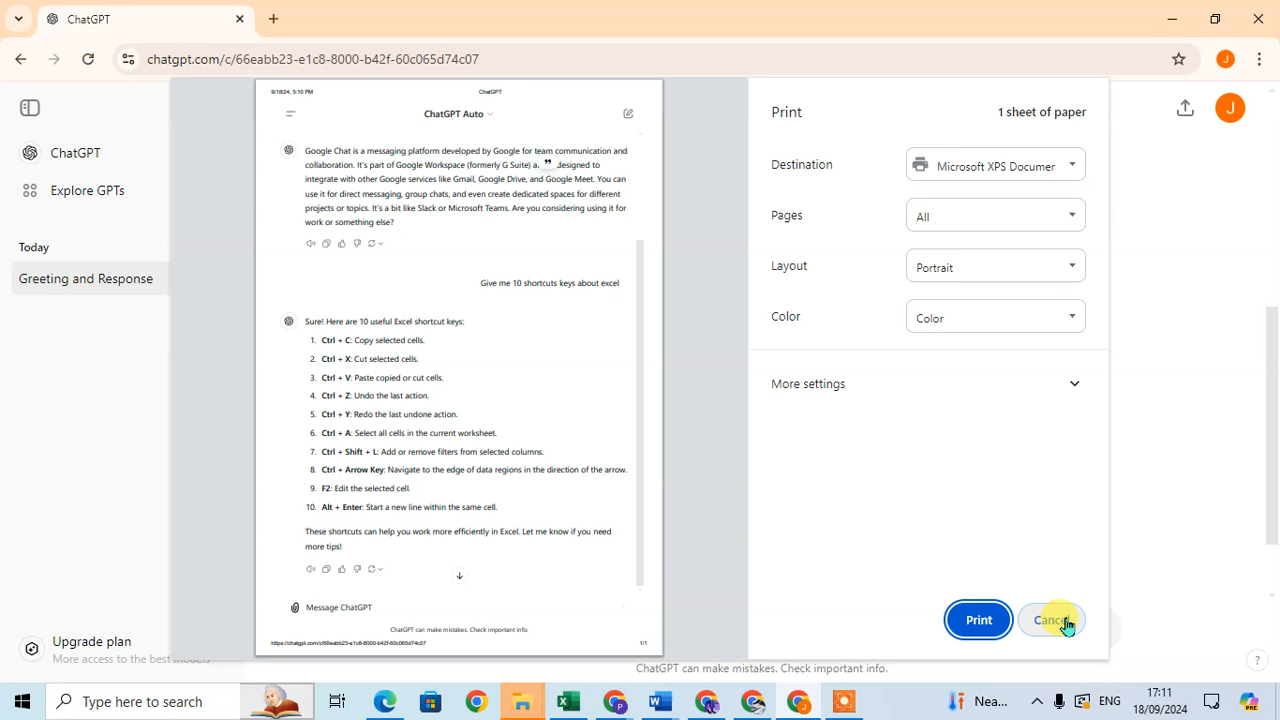 ChatGPT
chatgpt.com/c/66eabb23-e1c8-8000-b42f-60c065d74c07
J
ChatGPT
Explore GPTs
Today
Greeting and Response
Upgrade plan
More access to the best models
9/18/24, 5:10 PM
ChatGPT
ChatGPT Auto
Google Chat is a messaging platform developed by Google for team communication and
collaboration. It's part of Google Workspace (formerly G Suite) a designed to
integrate with other Google services like Gmail, Google Drive, and Google Meet. You can
use it for direct messaging, group chats, and even create dedicated spaces for different
projects or topics. It's a bit like Slack or Microsoft Teams. Are you considering using it for
work or something else?
Give me 10 shortcuts keys about excel
Sure! Here are 10 useful Excel shortcut keys:
1. Ctrl + C: Copy selected cells.
2. Ctrl + X: Cut selected cells.
3. Ctrl + V: Paste copied or cut cells.
4. Ctrl + Z: Undo the last action.
5. Ctrl + Y: Redo the last undone action.
6. Ctrl + A: Select all cells in the current worksheet.
7. Ctrl + Shift + L: Add or remove filters from selected columns.
8. Ctrl + Arrow Key: Navigate to the edge of data regions in the direction of the arrow.
9. F2: Edit the selected cell.
10. Alt + Enter: Start a new line within the same cell.
These shortcuts can help you work more efficiently in Excel. Let me know if you need
more tips!
Message ChatGPT
ChatGPT can make mistakes. Check important info.
https://chatgpt.com/c/66eabb23-e1c8-8000-b42f-60c065d74c07
1/1
Print
1 sheet of paper
Destination
Microsoft XPS Documer
Pages
All
Layout
Portrait
Color
Color
More settings
Print
Cancel
J
ChatGPT can make mistakes. Check important info.
?
Type here to search
Nea...
ENG
17:11
18/09/2024